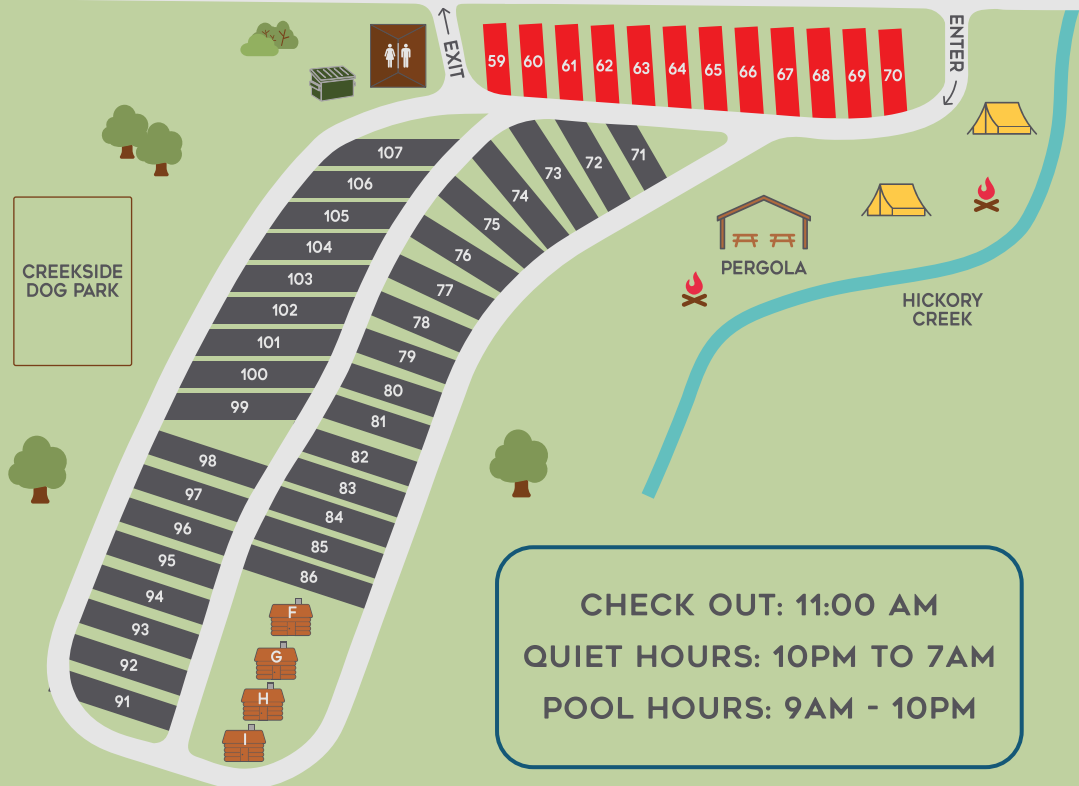 EXIT
ENTER
59 60 61 62 63 64 65 66 67 68 69 70
107
106
105
104
103
102
101
100
99
98
97
96
95
94
93
92
91
71
72
73
74
75
76
77
78
79
80
81
82
83
84
85
86
F
G
H
I
CREEKSIDE
DOG PARK
PERGOLA
HICKORY
CREEK
CHECK OUT: 11:00 AM
QUIET HOURS: 10PM TO 7AM
POOL HOURS: 9AM - 10PM